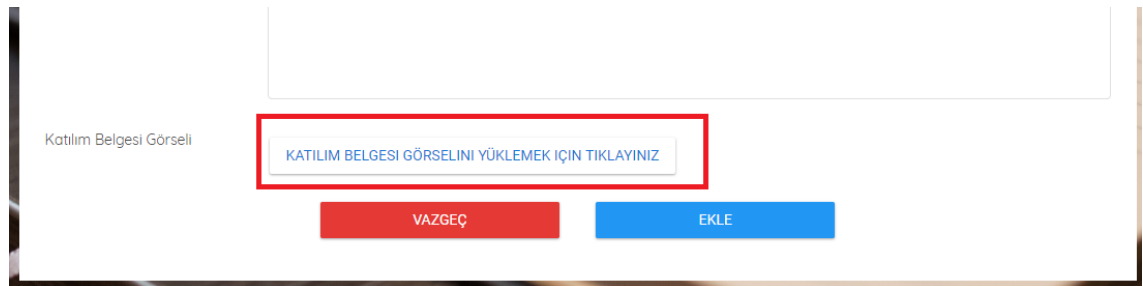 Katılım Belgesi Görseli
KATILIM BELGESI GÖRSELINI YÜKLEMEK IÇIN TIKLAYINIZ
VAZGEÇ
EKLE